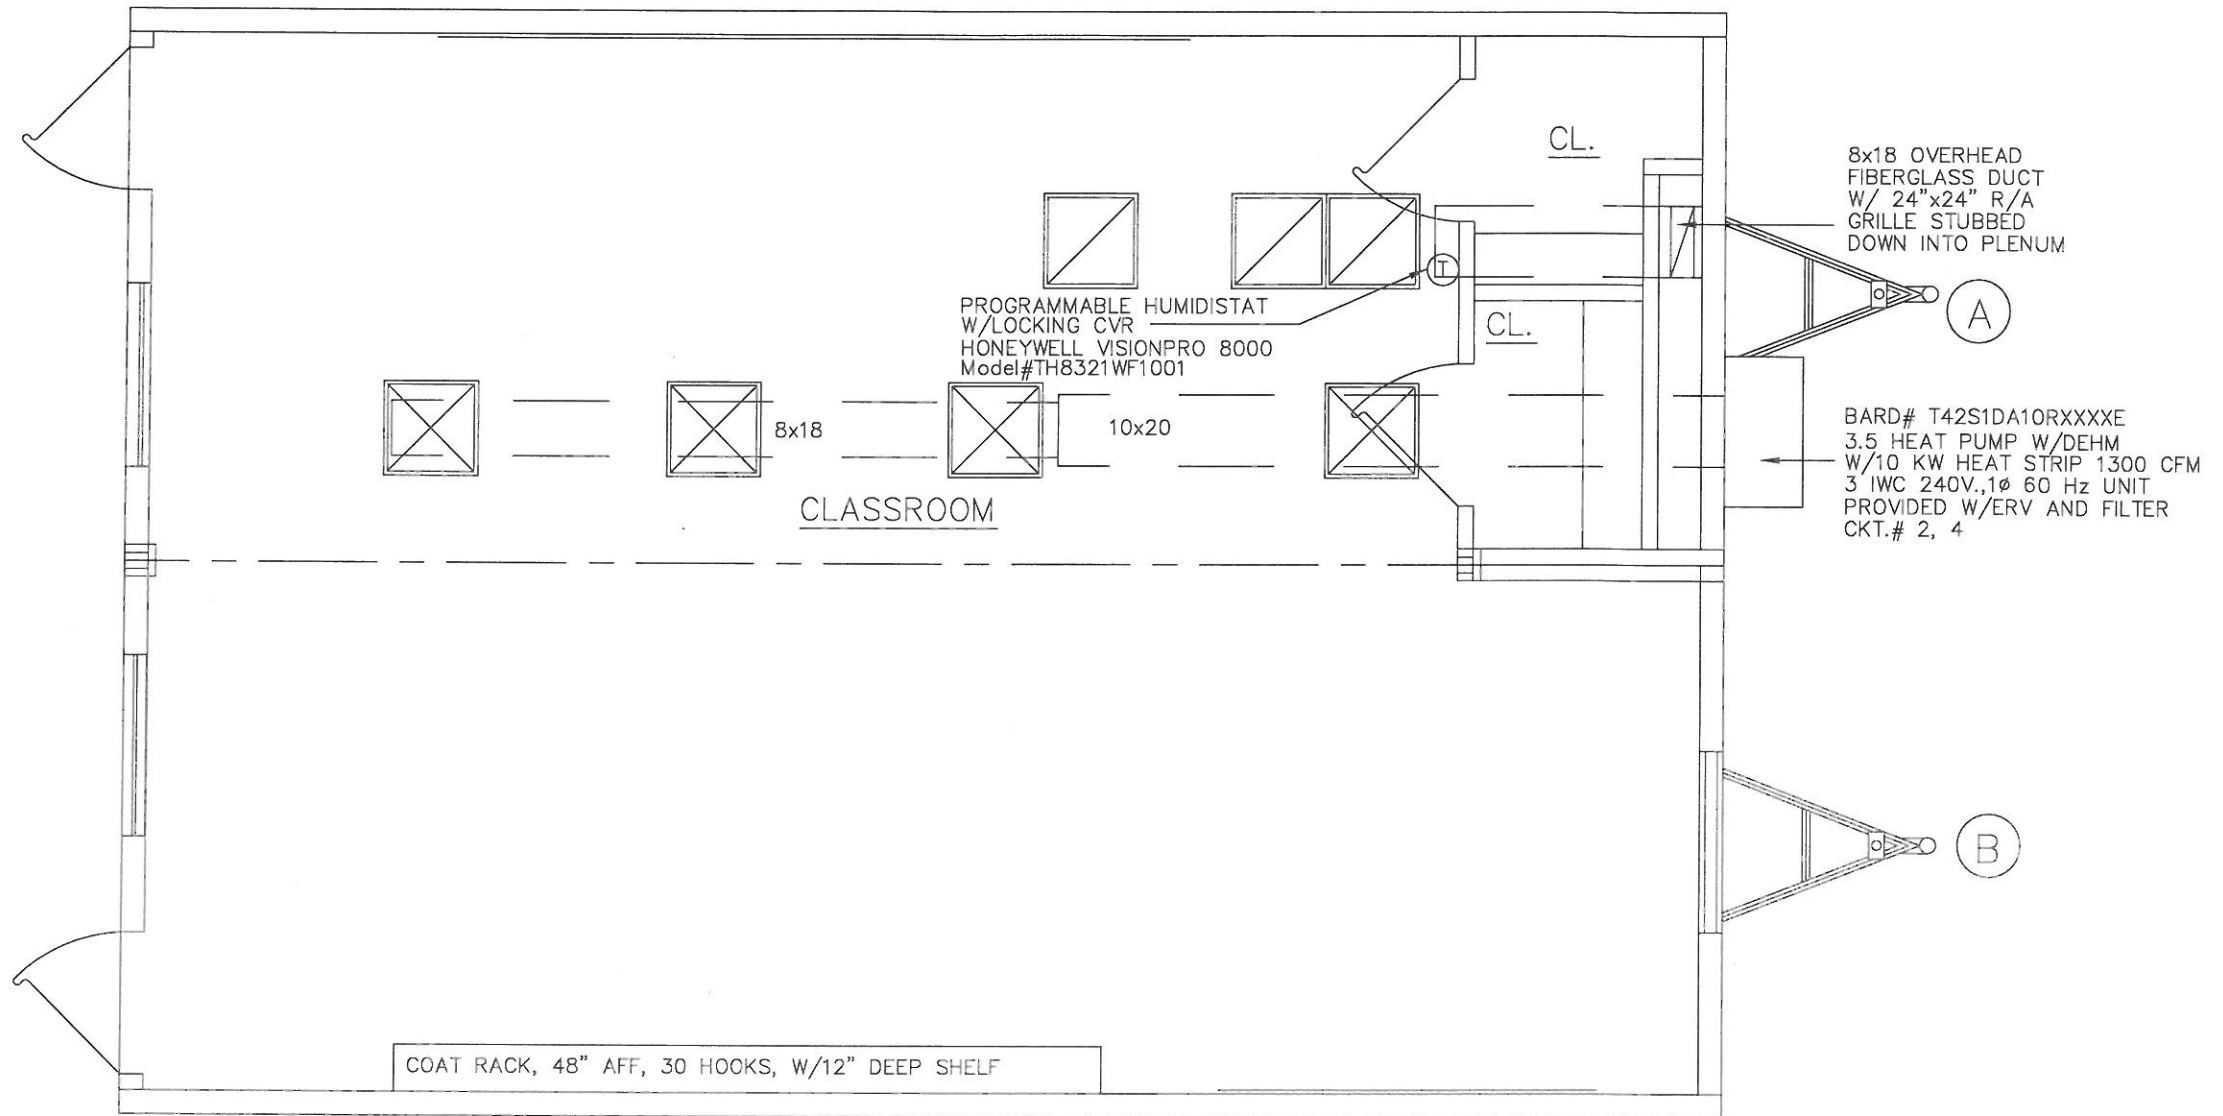 CL.
8x18 OVERHEAD
FIBERGLASS DUCT
W/ 24"x24" R/A
GRILLE STUBBED
DOWN INTO PLENUM
T
PROGRAMMABLE HUMIDISTAT
W/LOCKING CVR
HONEYWELL VISIONPRO 8000
Model#TH8321WF1001
CL.
A
8x18
10x20
CLASSROOM
BARD# T42S1DA10RXXXXE
3.5 HEAT PUMP W/DEHM
W/10 KW HEAT STRIP 1300 CFM
3 IWC 240V.,1ø 60 Hz UNIT
PROVIDED W/ERV AND FILTER
CKT.# 2, 4
B
COAT RACK, 48" AFF, 30 HOOKS, W/12" DEEP SHELF